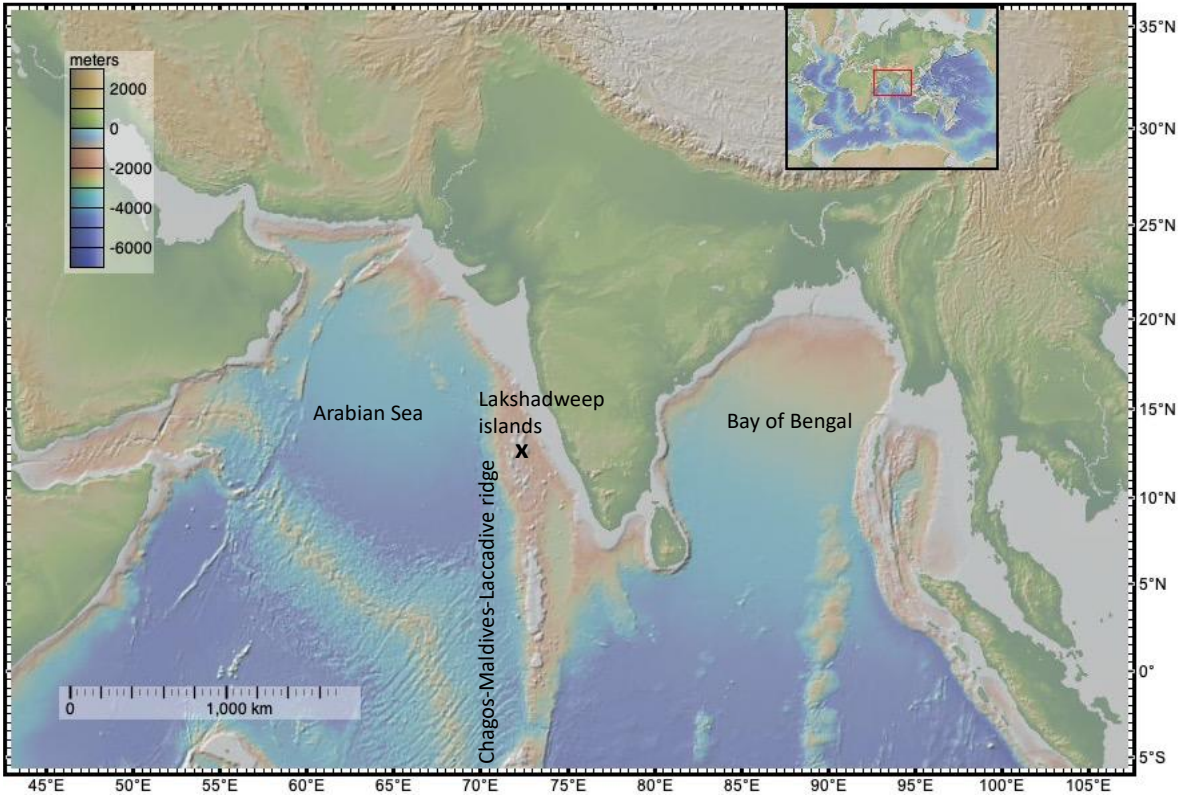 meters
2000
0
-2000
-4000
-6000
35°N
30°N
25°N
20°N
15°N
10°N
5°N
0°
5°S
Arabian Sea
Lakshadweep
islands
x
Bay of Bengal
Chagos-Maldives-Laccadive ridge
0
1,000 km
45°E
50°E
55°E
60°E
65°E
70°E
75°E
80°E
85°E
90°E
95°E
100°E
105°E